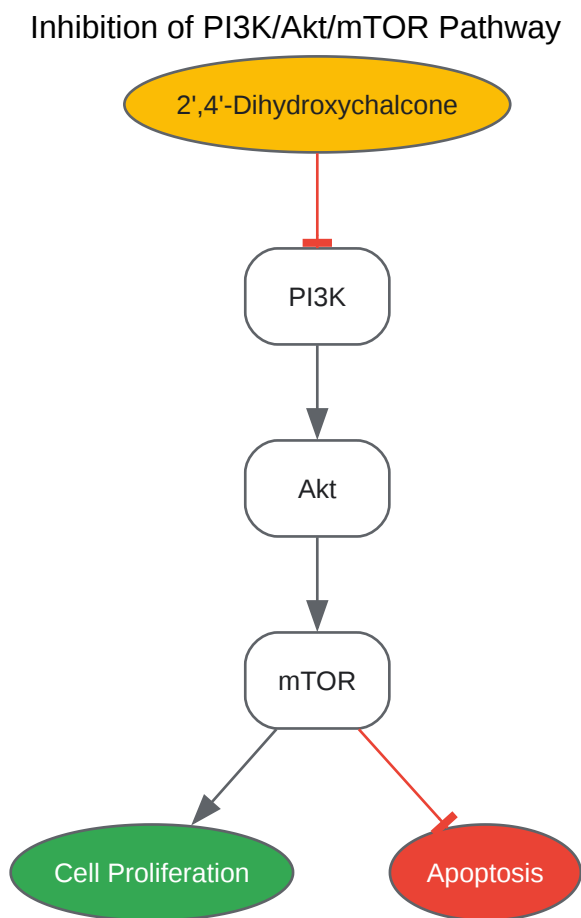 Inhibition of PI3K/Akt/mTOR Pathway
2',4'-Dihydroxychalcone
PI3K
Akt
mTOR
Cell Proliferation
Apoptosis